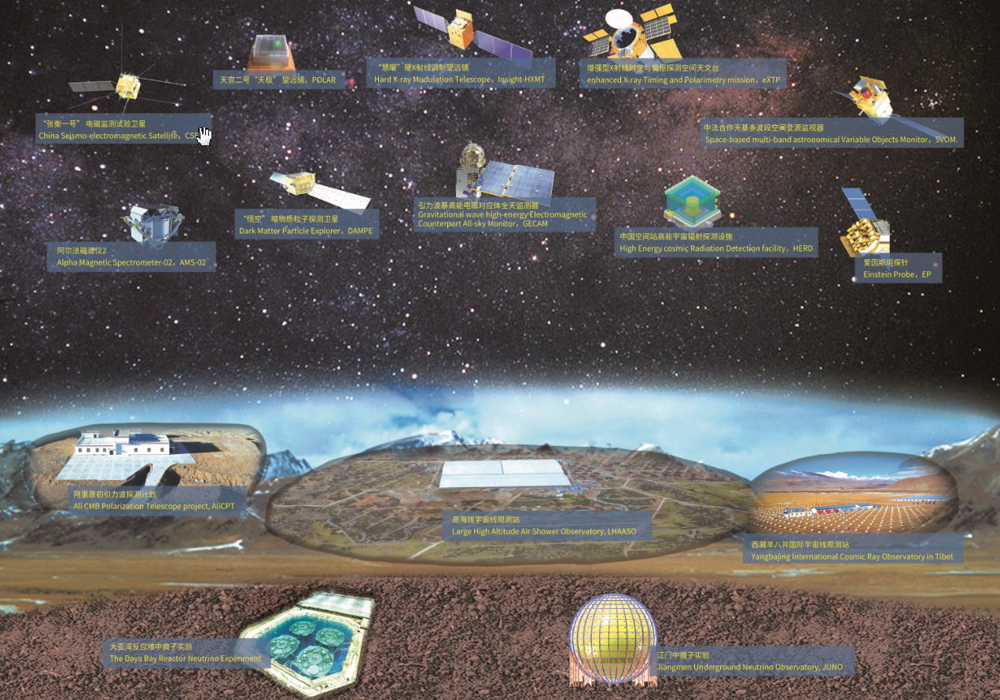 “慧眼”硬X射线调制望远镜
Hard X-ray Modulation Telescope，Insight-HXMT
增强型X射线时变与偏振探测空间天文台
enhanced X-ray Timing and Polarimetry mission，eXTP
天宫二号“天极”望远镜，POLAR
“张衡一号” 电磁监测试验卫星
China Seismo-electromagnetic Satellite，
中法合作天基多波段空间变源监视器
Space-based multi-band astronomical Variable Objects Monitor，SVOM
引力波暴高能电磁对应体全天监测器
Gravitational wave high-energy Electromagnetic
Counterpart All-sky Monitor，GECAM
“悟空” 暗物质粒子探测卫星
Dark Matter Particle Explorer，DAMPE
中国空间站高能宇宙辐射探测设施
High Energy cosmic Radiation Detection facility，HERD
阿尔法磁谱仪2
Alpha Magnetic Spectrometer-02，AMS-02
爱因斯坦探针
Einstein Probe，EP
阿里原初引力波探测计划
Ali CMB Polarization Telescope project, AliCPT
高海拔宇宙线观测站
Large High Altitude Air Shower Observatory, LHAASO
西藏羊八井国际宇宙线观测站
Yangbajing International Cosmic Ray Observatory in Tibet
大亚湾反应堆中微子实验
The Daya Bay Reactor Neutrino Experiment
江门中微子实验
Jiangmen Underground Neutrino Observatory, JUNO